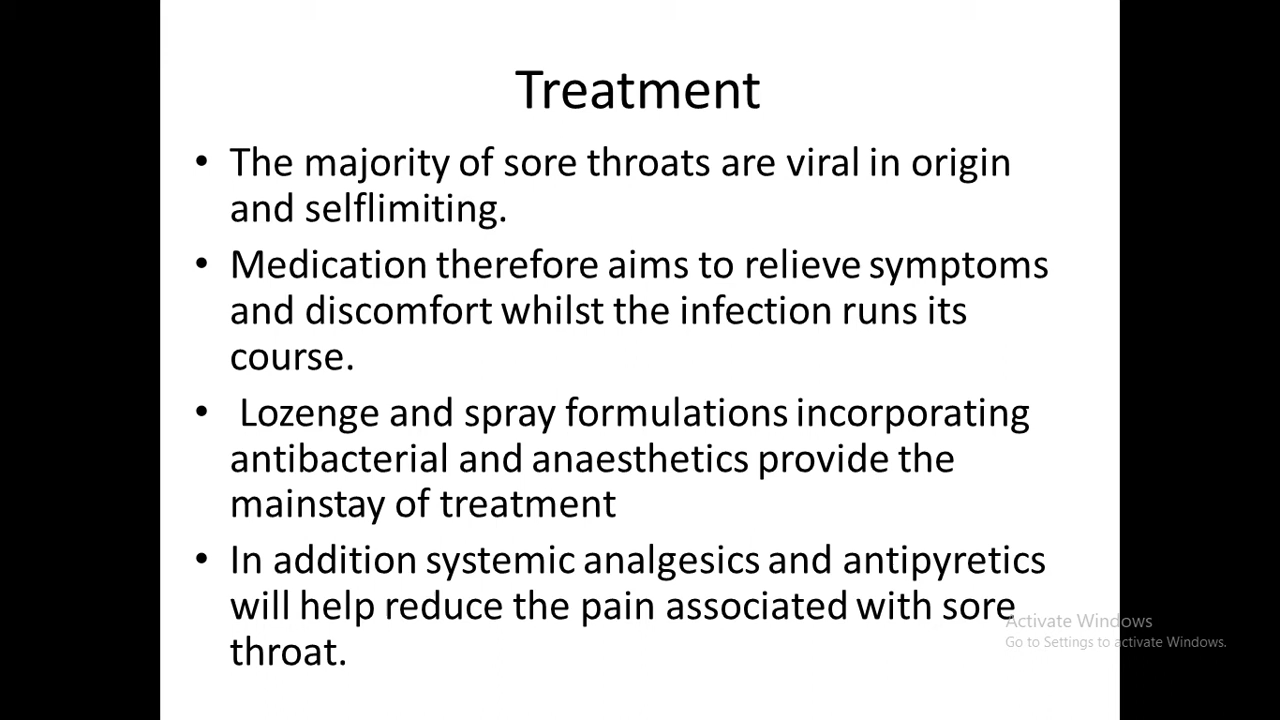 Treatment
• The majority of sore throats are viral in origin
and selflimiting.
• Medication therefore aims to relieve symptoms
and discomfort whilst the infection runs its
course.
• Lozenge and spray formulations incorporating
antibacterial and anaesthetics provide the
mainstay of treatment
• In addition systemic analgesics and antipyretics
will help reduce the pain associated with sore
throat.
Activate Windows
Go to Settings to activate Windows.